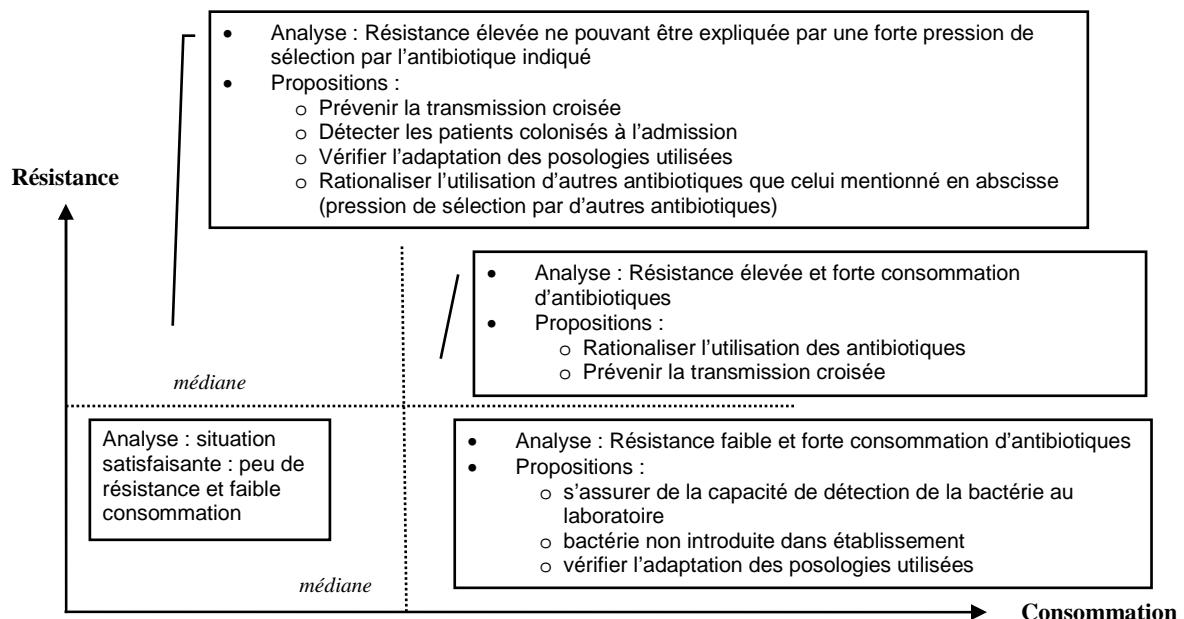 • Analyse : Résistance élevée ne pouvant être expliquée par une forte pression de
sélection par l'antibiotique indiqué
• Propositions :
o Prévenir la transmission croisée
o Détecter les patients colonisés à l'admission
o Vérifier l'adaptation des posologies utilisées
o Rationaliser l'utilisation d'autres antibiotiques que celui mentionné en abscisse
(pression de sélection par d'autres antibiotiques)
Résistance
• Analyse : Résistance élevée et forte consommation
d'antibiotiques
• Propositions :
o Rationaliser l'utilisation des antibiotiques
o Prévenir la transmission croisée
médiane
Analyse : situation
satisfaisante : peu de
résistance et faible
consommation
• Analyse : Résistance faible et forte consommation d'antibiotiques
• Propositions :
o s'assurer de la capacité de détection de la bactérie au
laboratoire
o bactérie non introduite dans établissement
o vérifier l'adaptation des posologies utilisées
médiane
Consommation